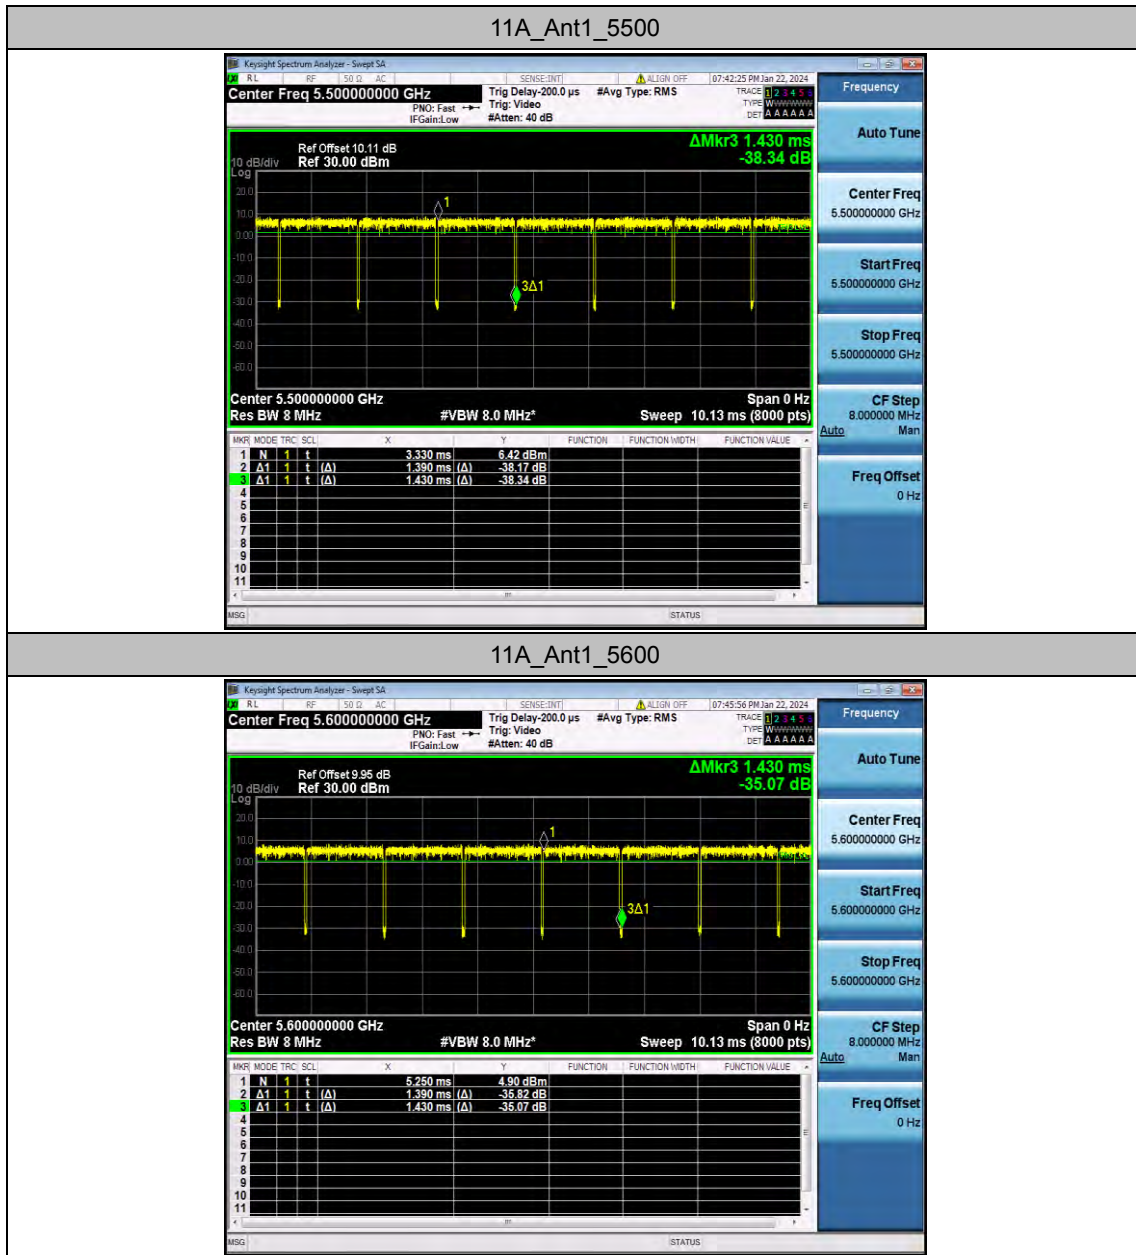 11A_Ant1_5500
Keysight Spectrum Analyzer - Swept SA
RL RF 50 Ω AC SENSE:INT ALIGN OFF 07:42:25 PM Jan 22, 2024
Center Freq 5.500000000 GHz Trig Delay-200.0 µs #Avg Type: RMS TRACE 1 2 3 4 5 6
PNO: Fast Trig: Video TYPE W
IFGain:Low #Atten: 40 dB DET A A A A A A
Frequency
Auto Tune
Center Freq
5.500000000 GHz
Start Freq
5.500000000 GHz
Stop Freq
5.500000000 GHz
CF Step
8.000000 MHz
Auto Man
Freq Offset
0 Hz
ΔMkr3 1.430 ms
-38.34 dB
Ref Offset 10.11 dB
10 dB/div Ref 30.00 dBm
Log
20.0
10.0
0.00
-10.0
-20.0
-30.0
-40.0
-50.0
-60.0
1
3Δ1
Center 5.500000000 GHz Span 0 Hz
Res BW 8 MHz #VBW 8.0 MHz* Sweep 10.13 ms (8000 pts)
MKR MODE TRC SCL X Y FUNCTION FUNCTION WIDTH FUNCTION VALUE
1 N 1 t 3.330 ms 6.42 dBm
2 Δ1 1 t (Δ) 1.390 ms (Δ) -38.17 dB
3 Δ1 1 t (Δ) 1.430 ms (Δ) -38.34 dB
4
5
6
7
8
9
10
11
MSG STATUS
11A_Ant1_5600
Keysight Spectrum Analyzer - Swept SA
RL RF 50 Ω AC SENSE:INT ALIGN OFF 07:45:56 PM Jan 22, 2024
Center Freq 5.600000000 GHz Trig Delay-200.0 µs #Avg Type: RMS TRACE 1 2 3 4 5 6
PNO: Fast Trig: Video TYPE W
IFGain:Low #Atten: 40 dB DET A A A A A A
Frequency
Auto Tune
Center Freq
5.600000000 GHz
Start Freq
5.600000000 GHz
Stop Freq
5.600000000 GHz
CF Step
8.000000 MHz
Auto Man
Freq Offset
0 Hz
ΔMkr3 1.430 ms
-35.07 dB
Ref Offset 9.95 dB
10 dB/div Ref 30.00 dBm
Log
20.0
10.0
0.00
-10.0
-20.0
-30.0
-40.0
-50.0
-60.0
1
3Δ1
Center 5.600000000 GHz Span 0 Hz
Res BW 8 MHz #VBW 8.0 MHz* Sweep 10.13 ms (8000 pts)
MKR MODE TRC SCL X Y FUNCTION FUNCTION WIDTH FUNCTION VALUE
1 N 1 t 5.250 ms 4.90 dBm
2 Δ1 1 t (Δ) 1.390 ms (Δ) -35.82 dB
3 Δ1 1 t (Δ) 1.430 ms (Δ) -35.07 dB
4
5
6
7
8
9
10
11
MSG STATUS